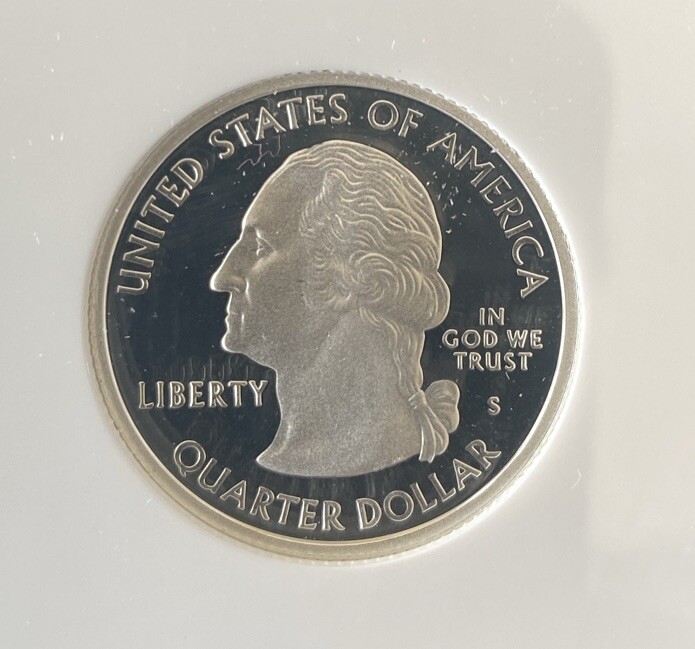 UNITED STATES OF AMERICA
LIBERTY
IN
GOD WE
TRUST
S
QUARTER DOLLAR